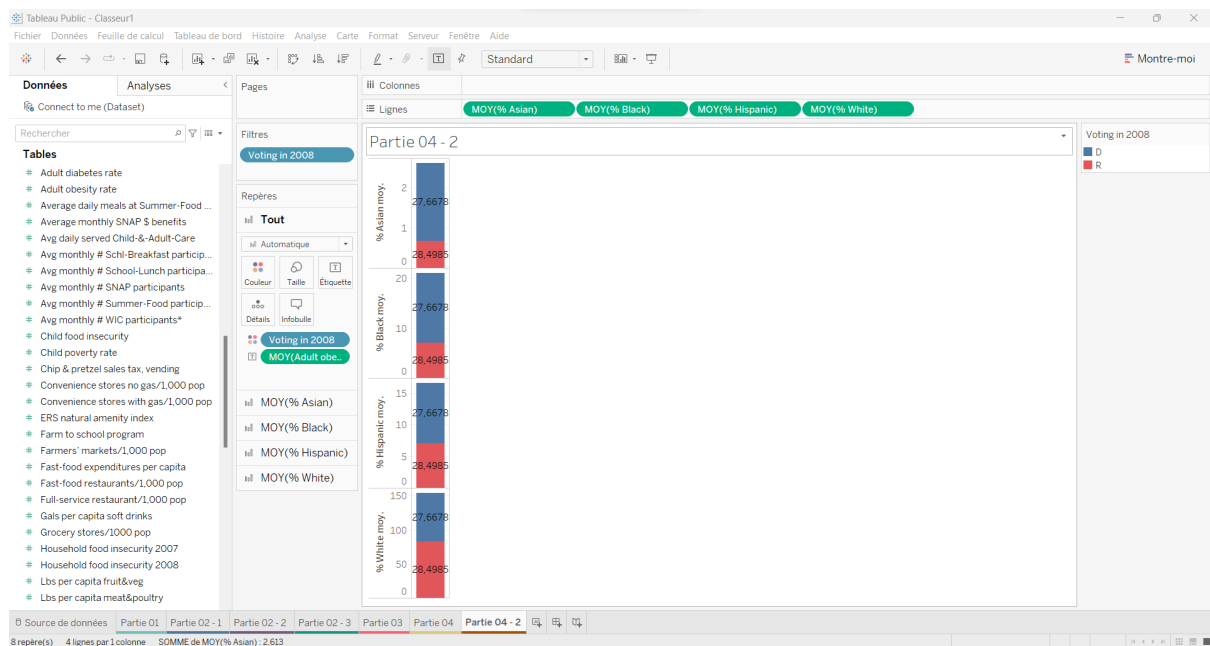 Tableau Public - Classeur1
Fichier Données Feuille de calcul Tableau de bord Histoire Analyse Carte Format Serveur Fenêtre Aide
Standard
Montre-moi
Données Analyses
Connect to me (Dataset)
Rechercher
Tables
Adult diabetes rate
Adult obesity rate
Average daily meals at Summer-Food ...
Average monthly SNAP $ benefits
Avg daily served Child-&-Adult-Care
Avg monthly # Schl-Breakfast particip...
Avg monthly # School-Lunch participa...
Avg monthly # SNAP participants
Avg monthly # Summer-Food particip...
Avg monthly # WIC participants*
Child food insecurity
Child poverty rate
Chip & pretzel sales tax, vending
Convenience stores no gas/1,000 pop
Convenience stores with gas/1,000 pop
ERS natural amenity index
Farm to school program
Farmers' markets/1,000 pop
Fast-food expenditures per capita
Fast-food restaurants/1,000 pop
Full-service restaurant/1,000 pop
Gals per capita soft drinks
Grocery stores/1000 pop
Household food insecurity 2007
Household food insecurity 2008
Lbs per capita fruit&veg
Lbs per capita meat&poultry
Pages
Filtres
Voting in 2008
Repères
Tout
Automatique
Couleur Taille Étiquette
Détails Infobulle
Voting in 2008
MOY(Adult obe..
MOY(% Asian)
MOY(% Black)
MOY(% Hispanic)
MOY(% White)
Colonnes
Lignes MOY(% Asian) MOY(% Black) MOY(% Hispanic) MOY(% White)
Partie 04 - 2
% Asian moy.
2
1
0
27,6678
28,4985
% Black moy.
20
10
0
27,6678
28,4985
% Hispanic moy.
15
10
5
0
27,6678
28,4985
% White moy.
150
100
50
0
27,6678
28,4985
Voting in 2008
D
R
Source de données Partie 01 Partie 02 - 1 Partie 02 - 2 Partie 02 - 3 Partie 03 Partie 04 Partie 04 - 2
8 repère(s) 4 lignes par 1 colonne SOMME de MOY(% Asian) : 2,613